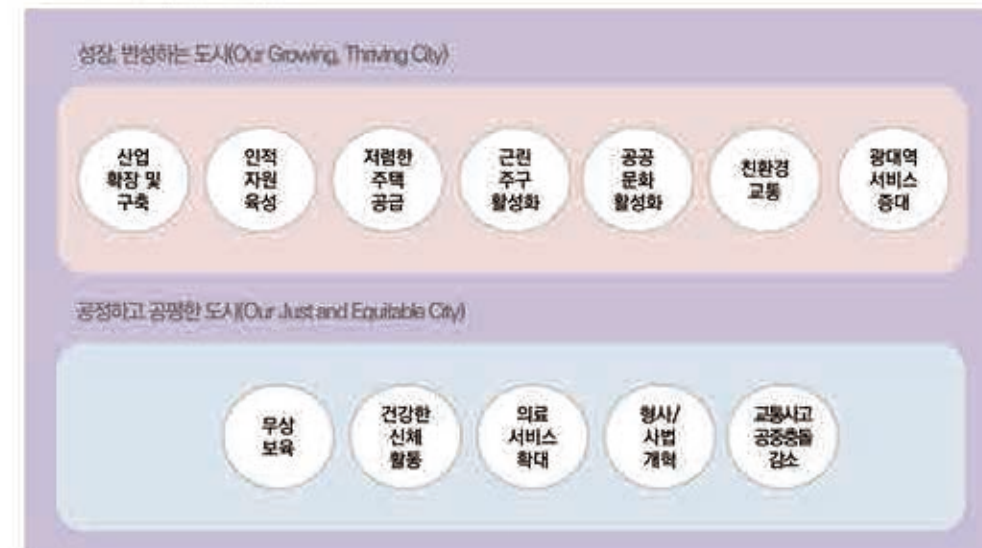 성장, 번성하는 도시(Our Growing, Thriving City)
산업
확장 및
구축
인적
자원
육성
저렴한
주택
공급
근린
주구
활성화
공공
문화
활성화
친환경
교통
광대역
서비스
증대
공정하고 공평한 도시(Our Just and Equitable City)
무상
보육
건강한
신체
활동
의료
서비스
확대
형사/
사법
개혁
교통사고
공중충돌
감소